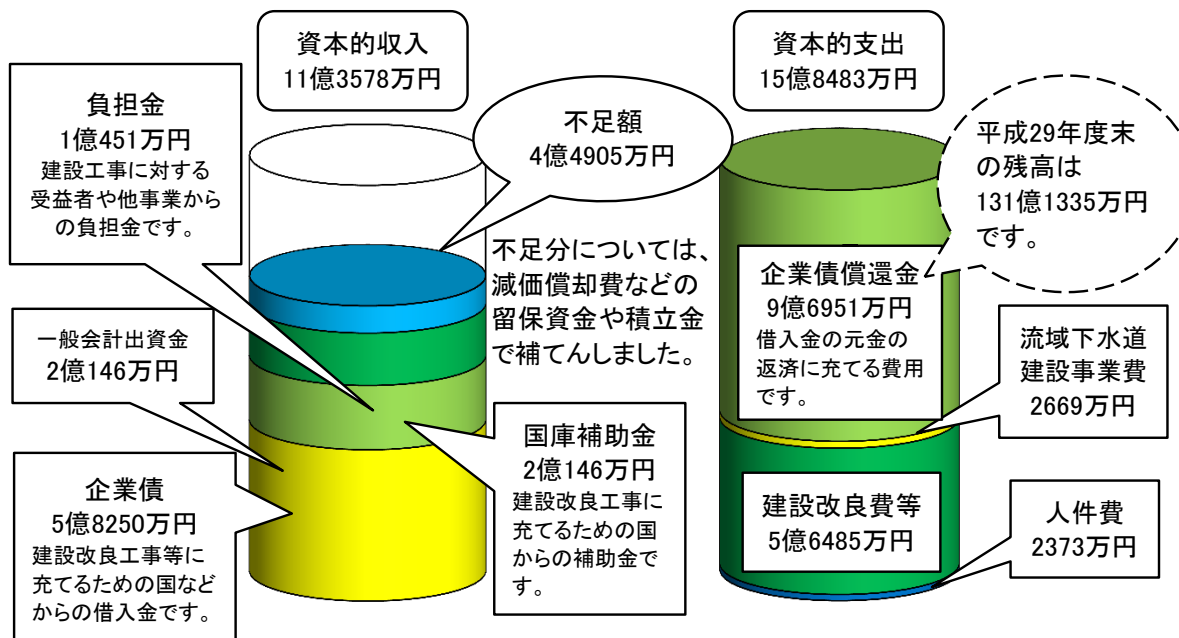 資本的収入
11億3578万円
負担金
1億451万円
建設工事に対する
受益者や他事業から
の負担金です。
不足額
4億4905万円
不足分については、
減価償却費などの
留保資金や積立金
で補てんしました。
一般会計出資金
2億146万円
国庫補助金
2億146万円
建設改良工事に
充てるための国
からの補助金で
す。
企業債
5億8250万円
建設改良工事等に
充てるための国など
からの借入金です。
資本的支出
15億8483万円
平成29年度末
の残高は
131億1335万円
です。
企業債償還金
9億6951万円
借入金の元金の
返済に充てる費用
です。
流域下水道
建設事業費
2669万円
建設改良費等
5億6485万円
人件費
2373万円